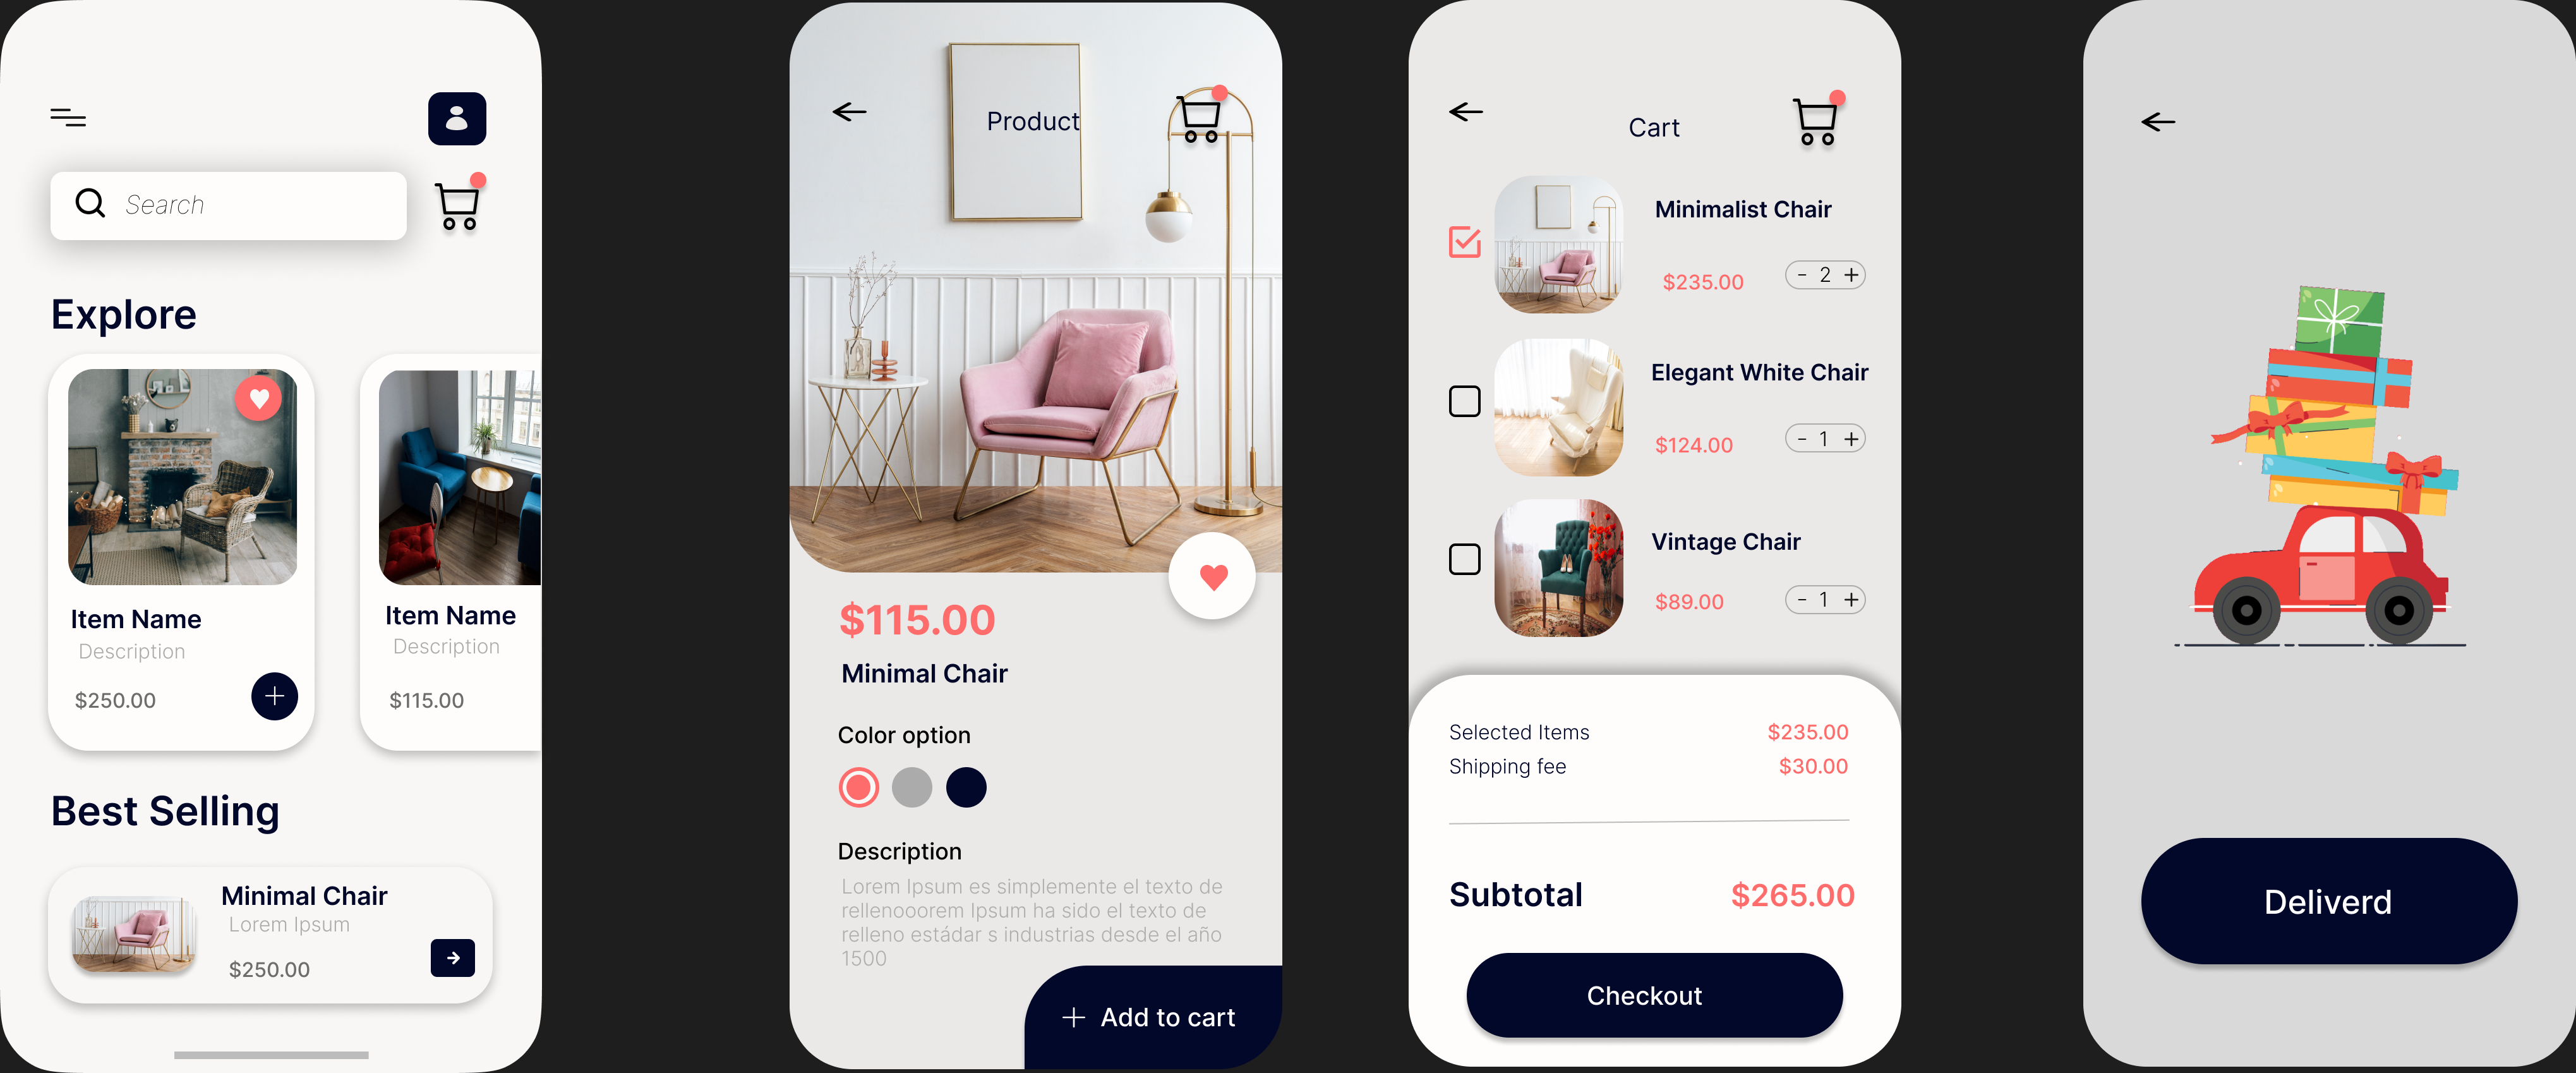 Search
Explore
Item Name
Description
$250.00
Item Name
Description
$115.00
Best Selling
Minimal Chair
Lorem Ipsum
$250.00
Product
$115.00
Minimal Chair
Color option
Description
Lorem Ipsum es simplemente el texto de
rellenooorem Ipsum ha sido el texto de
relleno estádar s industrias desde el año
1500
Add to cart
Cart
Minimalist Chair
$235.00
- 2 +
Elegant White Chair
$124.00
- 1 +
Vintage Chair
$89.00
- 1 +
Selected Items $235.00
Shipping fee $30.00
Subtotal $265.00
Checkout
Deliverd